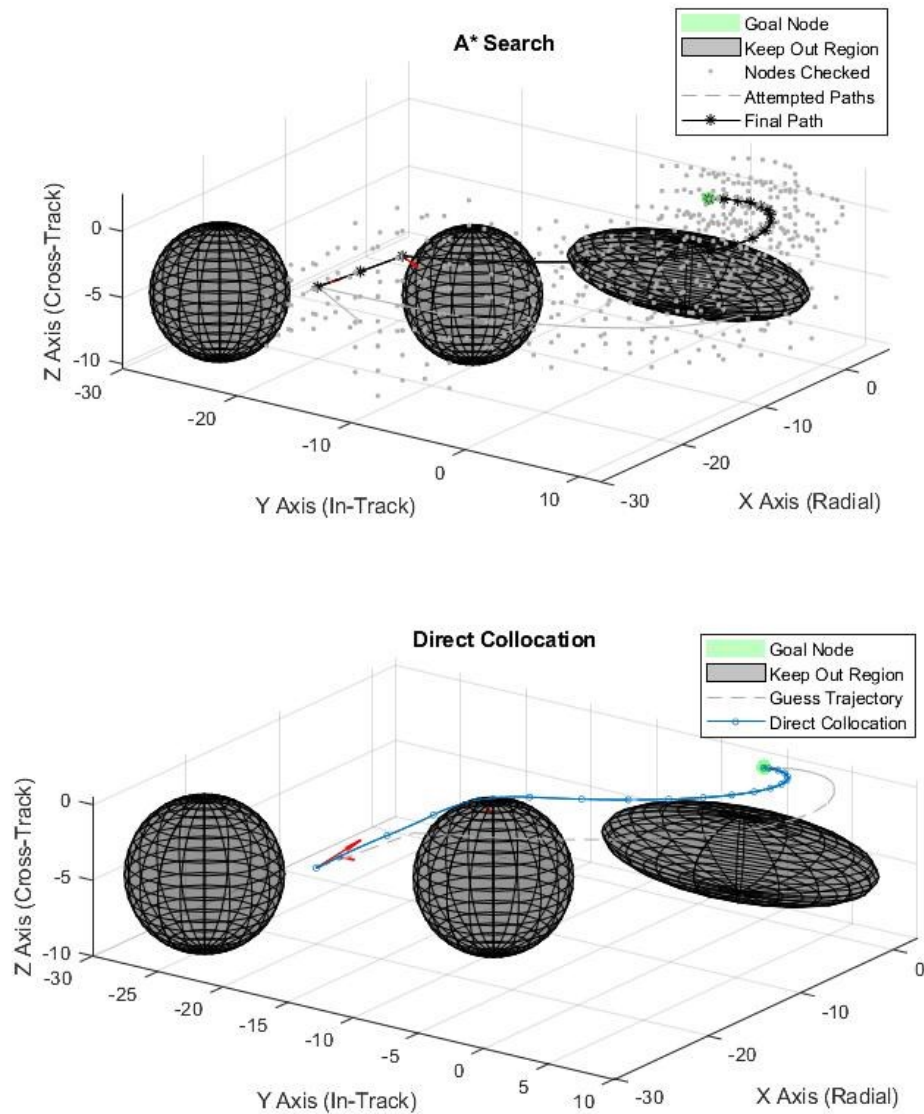 A* Search
Goal Node
Keep Out Region
Nodes Checked
Attempted Paths
Final Path
Z Axis (Cross-Track)
0
-5
-10
-30
-20
-10
0
10
Y Axis (In-Track)
-30
-20
-10
0
X Axis (Radial)
Direct Collocation
Goal Node
Keep Out Region
Guess Trajectory
Direct Collocation
Z Axis (Cross-Track)
0
-5
-10
-30
-25
-20
-15
-10
-5
0
5
10
Y Axis (In-Track)
-30
-20
-10
0
X Axis (Radial)